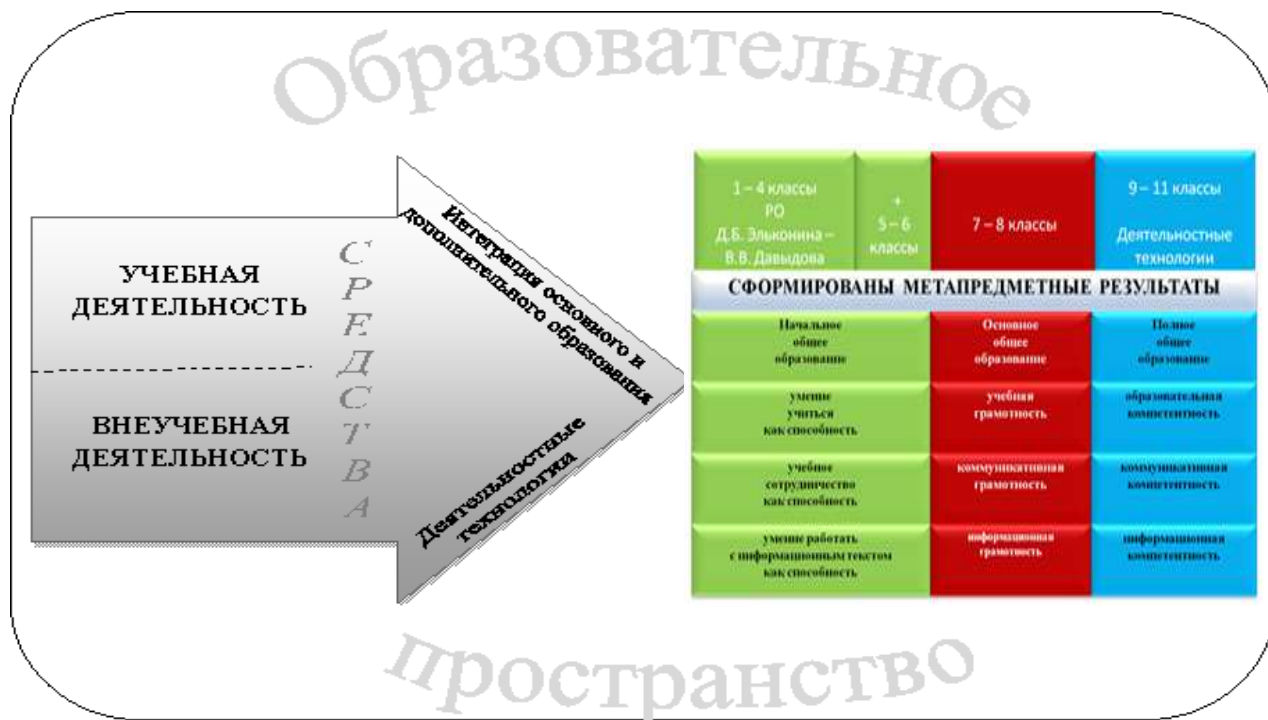 Образовательное
УЧЕБНАЯ
ДЕЯТЕЛЬНОСТЬ
ВНЕУЧЕБНАЯ
ДЕЯТЕЛЬНОСТЬ
СРЕДСТВА
Интеграция основного и
дополнительного образования
Деятельностные
технологии
1 – 4 классы
РО
Д.Б. Эльконина –
В.В. Давыдова
+
5 – 6
классы
7 – 8 классы
9 – 11 классы
Деятельностные
технологии
СФОРМИРОВАНЫ МЕТАПРЕДМЕТНЫЕ РЕЗУЛЬТАТЫ
Начальное
общее
образование
Основное
общее
образование
Полное
общее
образование
умение
учиться
как способность
учебная
грамотность
образовательная
компетентность
учебное
сотрудничество
как способность
коммуникативная
грамотность
коммуникативная
компетентность
умение работать
с информационным текстом
как способность
информационная
грамотность
информационная
компетентность
пространство